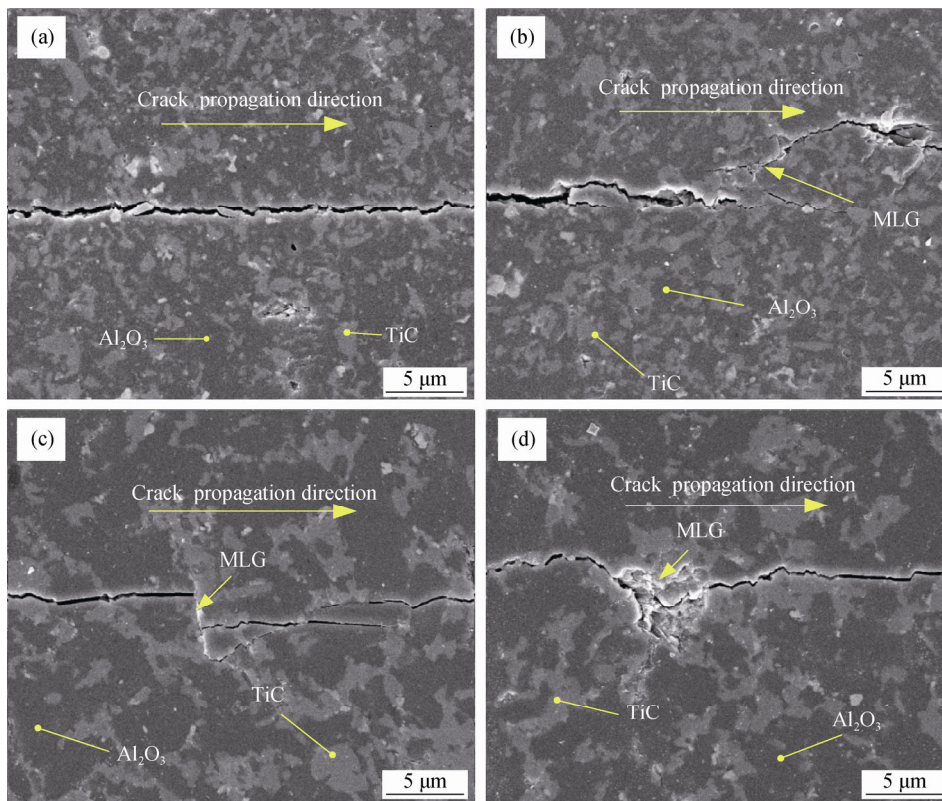 (a)
Crack propagation direction
Al₂O₃
TiC
5 μm
(b)
Crack propagation direction
MLG
Al₂O₃
TiC
5 μm
(c)
Crack propagation direction
MLG
TiC
Al₂O₃
5 μm
(d)
Crack propagation direction
MLG
TiC
Al₂O₃
5 μm